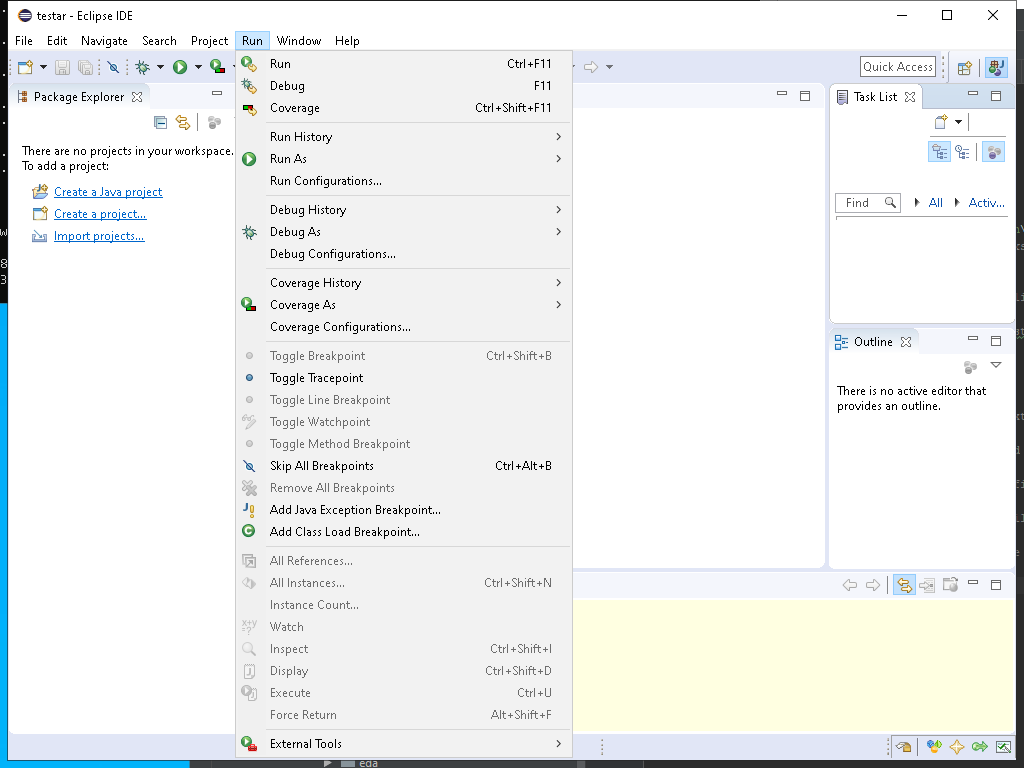 testar - Eclipse IDE
File Edit Navigate Search Project Run Window Help
Quick Access
Package Explorer
There are no projects in your workspace.
To add a project:
Create a Java project
Create a project...
Import projects...
Run Ctrl+F11
Debug F11
Coverage Ctrl+Shift+F11
Run History
Run As
Run Configurations...
Debug History
Debug As
Debug Configurations...
Coverage History
Coverage As
Coverage Configurations...
Toggle Breakpoint Ctrl+Shift+B
Toggle Tracepoint
Toggle Line Breakpoint
Toggle Watchpoint
Toggle Method Breakpoint
Skip All Breakpoints Ctrl+Alt+B
Remove All Breakpoints
Add Java Exception Breakpoint...
Add Class Load Breakpoint...
All References...
All Instances... Ctrl+Shift+N
Instance Count...
Watch
Inspect Ctrl+Shift+I
Display Ctrl+Shift+D
Execute Ctrl+U
Force Return Alt+Shift+F
External Tools
Task List
Find All Activ...
Outline
There is no active editor that
provides an outline.
eda